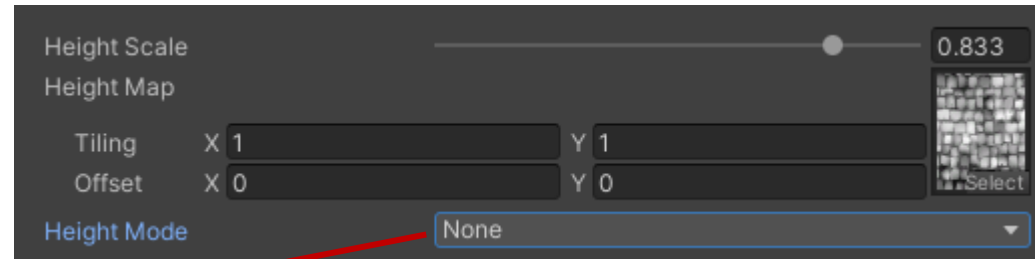 Height Scale 0.833
Height Map
Tiling X 1 Y 1
Offset X 0 Y 0 Select
Height Mode None